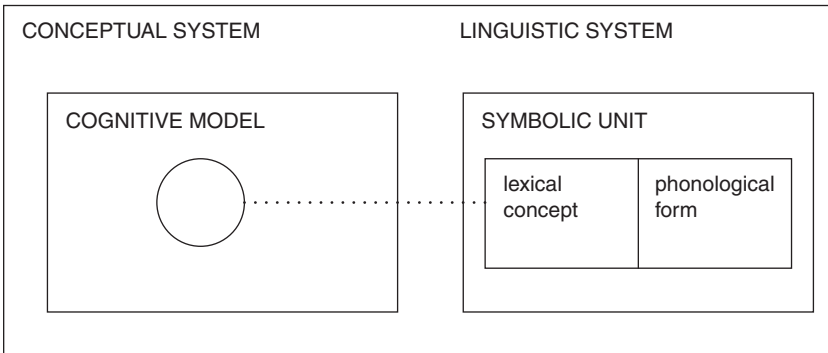 CONCEPTUAL SYSTEM
LINGUISTIC SYSTEM
COGNITIVE MODEL
SYMBOLIC UNIT
lexical
concept
phonological
form